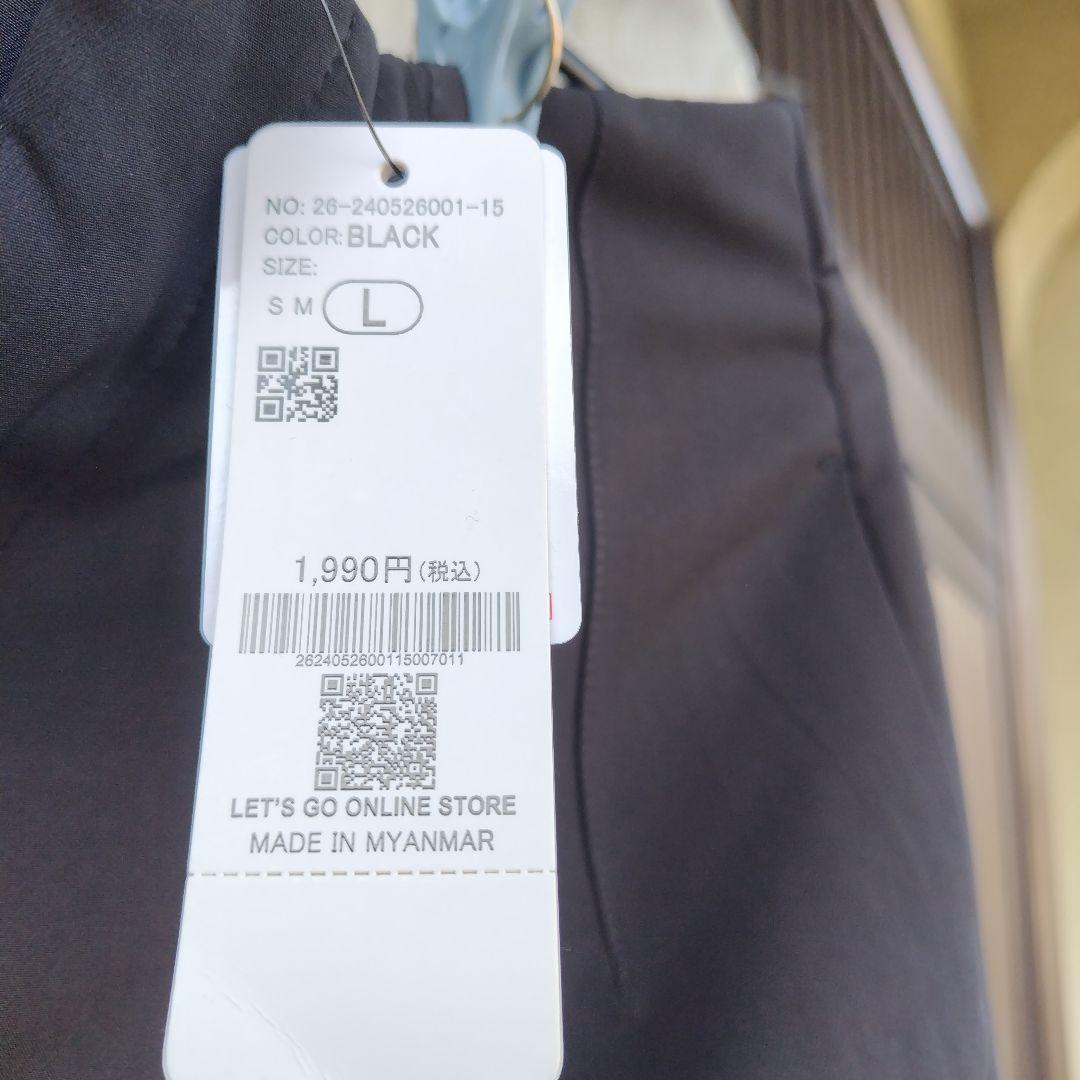 NO: 26-240526001-15
COLOR:BLACK
SIZE:
S M L
1,990円(税込)
2624052600115007011
LET'S GO ONLINE STORE
MADE IN MYANMAR